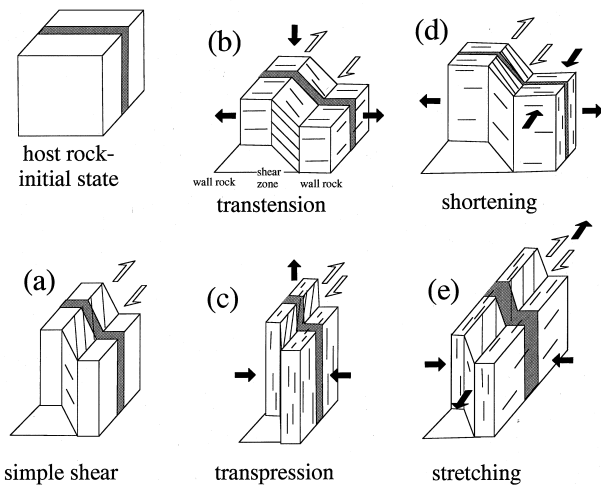 host rock-
initial state
(b)
wall rock
shear
zone
wall rock
transtension
(d)
shortening
(a)
simple shear
(c)
transpression
(e)
stretching